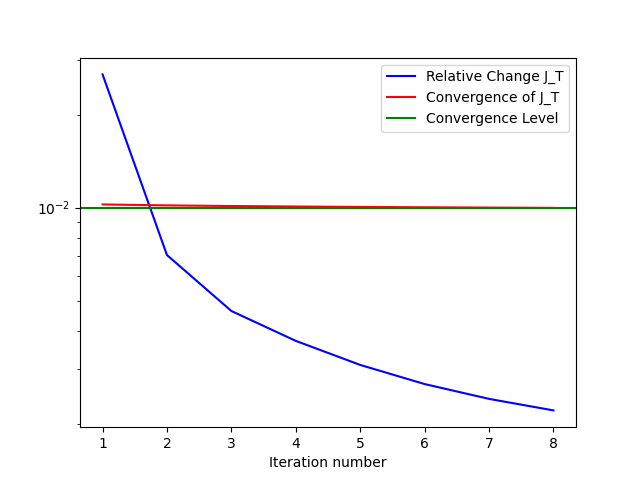 Relative Change J_T
Convergence of J_T
Convergence Level
10⁻²
1 2 3 4 5 6 7 8
Iteration number